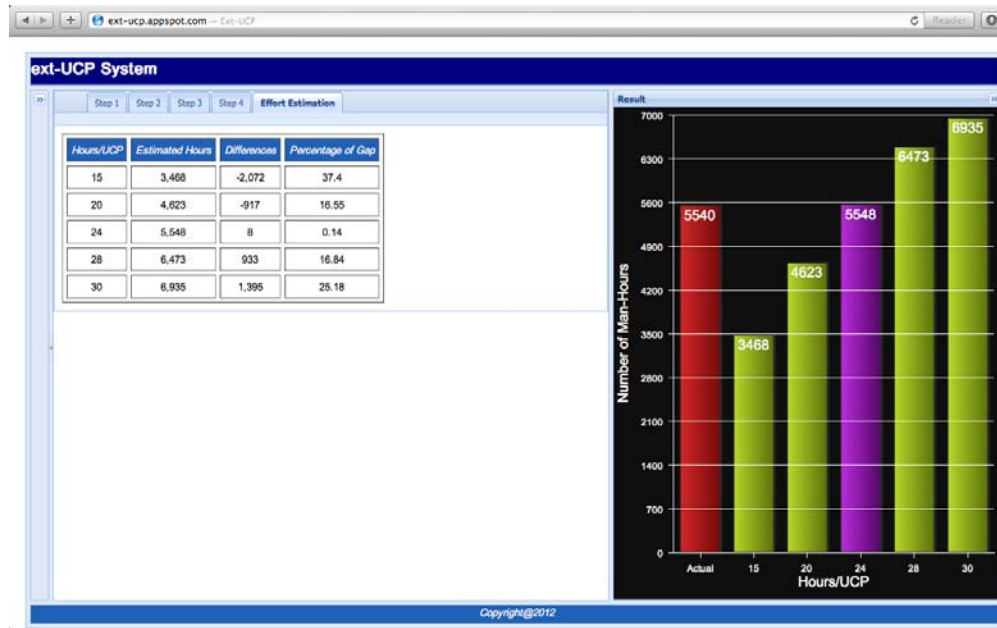 ext-ucp.appspot.com — Ext-UCP
Reader
ext-UCP System
Step 1 Step 2 Step 3 Step 4 Effort Estimation
Hours/UCP Estimated Hours Differences Percentage of Gap
15 3,468 -2,072 37.4
20 4,623 -917 16.55
24 5,548 8 0.14
28 6,473 933 16.84
30 6,935 1,395 25.18
Result
7000
6300
5600
4900
4200
3500
2800
2100
1400
700
0
Number of Man-Hours
5540 3468 4623 5548 6473 6935
Actual 15 20 24 28 30
Hours/UCP
Copyright@2012